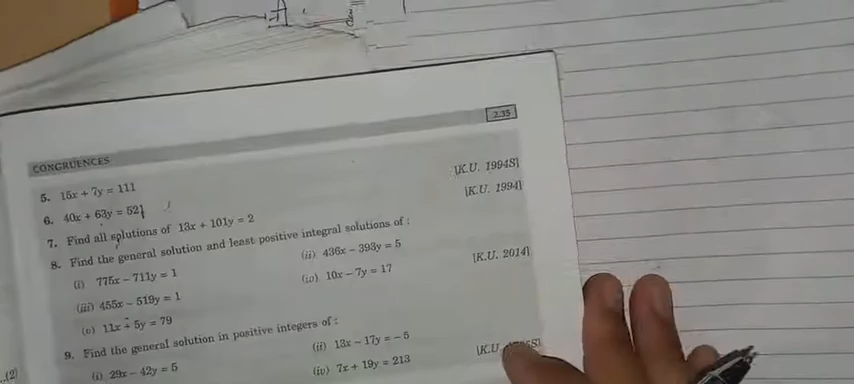 2.35
CONGRUENCES
5. 15x + 7y = 111 [K.U. 1994S]
6. 40x + 63y = 521 [K.U. 1994]
7. Find all solutions of 13x + 101y = 2
8. Find the general solution and least positive integral solutions of :
(i) 775x – 711y = 1 (ii) 436x – 393y = 5
(iii) 455x – 519y = 1 (iv) 10x – 7y = 17 [K.U. 2014]
(v) 11x + 5y = 79
9. Find the general solution in positive integers of :
(i) 29x – 42y = 5 (ii) 13x – 17y = – 5
(iv) 7x + 19y = 213 [K.U.
...(2)